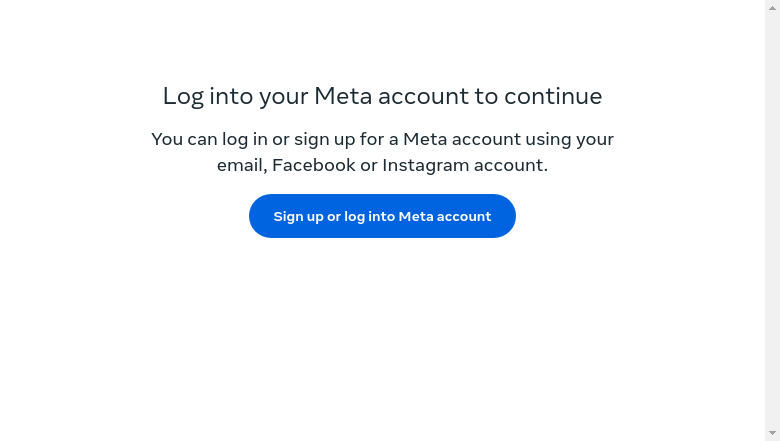 Log into your Meta account to continue
You can log in or sign up for a Meta account using your
email, Facebook or Instagram account.
Sign up or log into Meta account